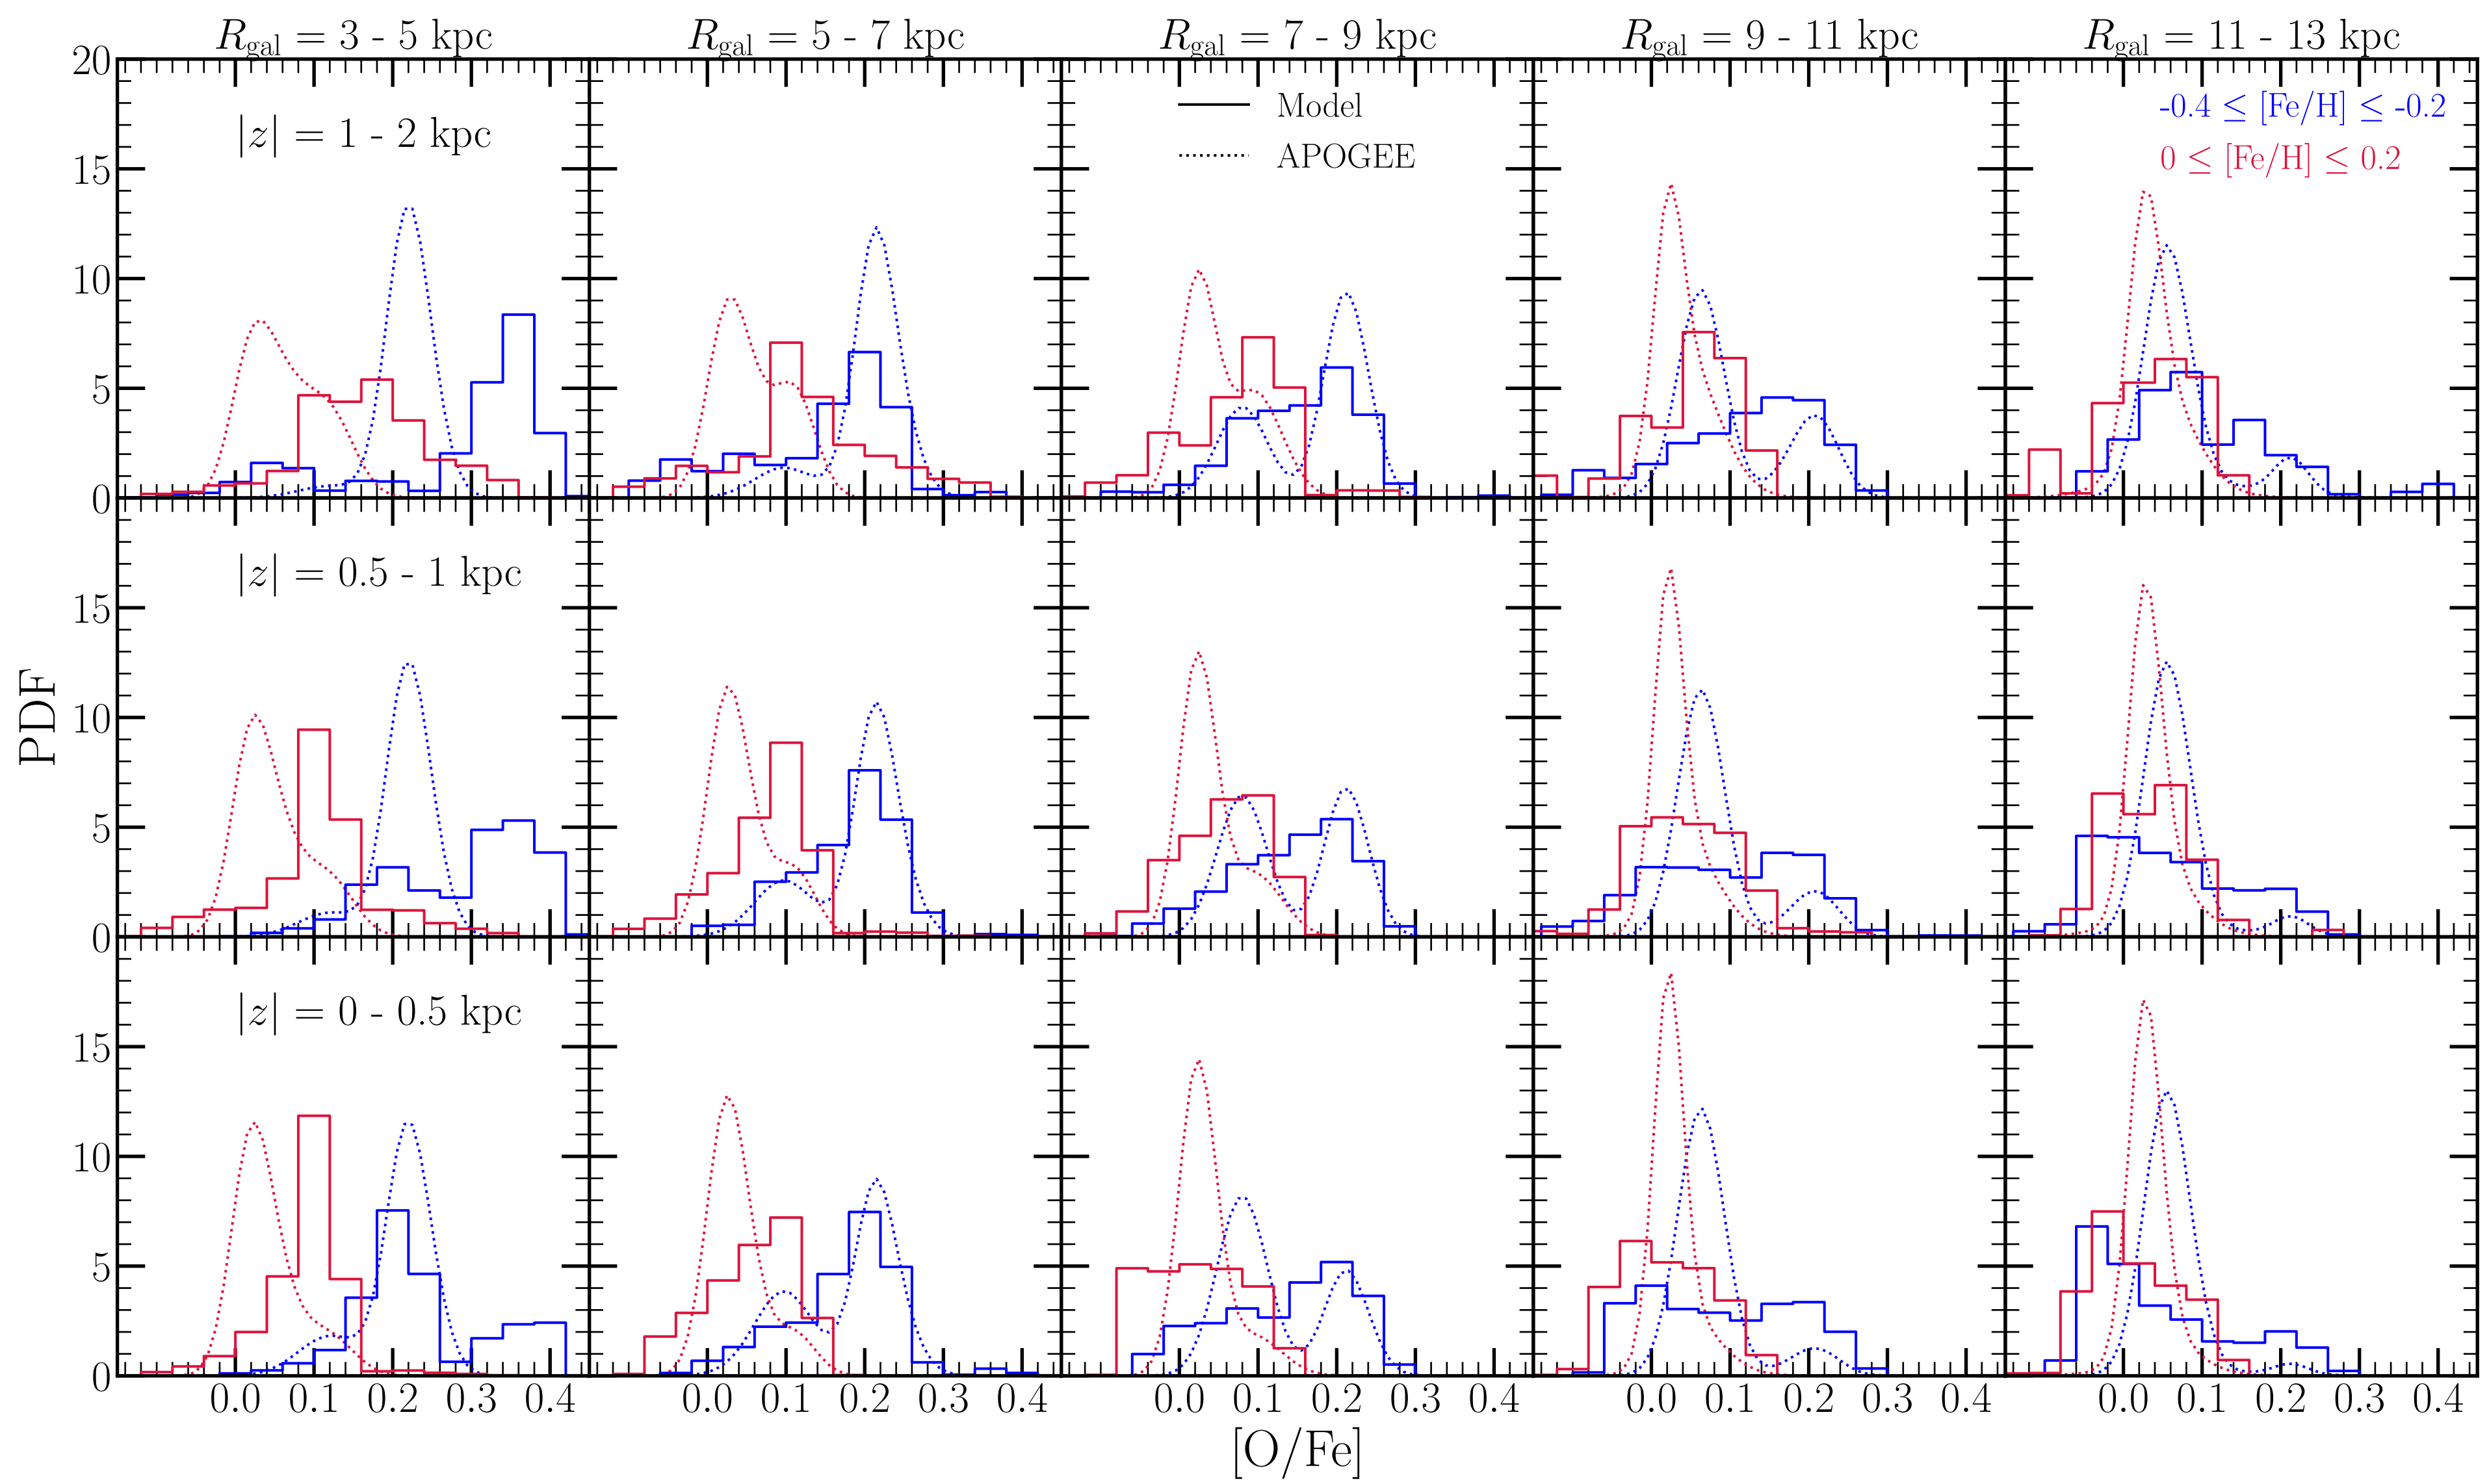 R_gal = 3 - 5 kpc R_gal = 5 - 7 kpc R_gal = 7 - 9 kpc R_gal = 9 - 11 kpc R_gal = 11 - 13 kpc
20
|z| = 1 - 2 kpc
Model
APOGEE
-0.4 ≤ [Fe/H] ≤ -0.2
0 ≤ [Fe/H] ≤ 0.2
15
10
5
0
|z| = 0.5 - 1 kpc
15
10
5
0
|z| = 0 - 0.5 kpc
15
10
5
0
PDF
0.0 0.1 0.2 0.3 0.4 0.0 0.1 0.2 0.3 0.4 0.0 0.1 0.2 0.3 0.4 0.0 0.1 0.2 0.3 0.4 0.0 0.1 0.2 0.3 0.4
[O/Fe]